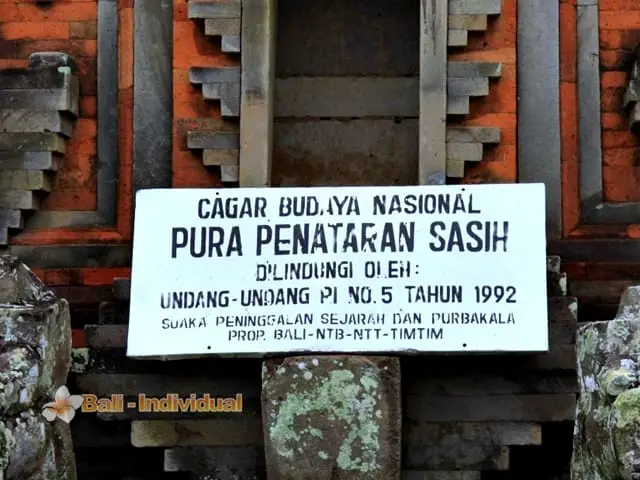 CAGAR BUDAYA NASIONAL
PURA PENATARAN SASIH
DILINDUNGI OLEH:
UNDANG-UNDANG PI NO.5 TAHUN 1992
SUAKA PENINGGALAN SEJARAH DAN PURBAKALA
PROP. BALI-NTB-NTT-TIMTIM
Bali - Individual